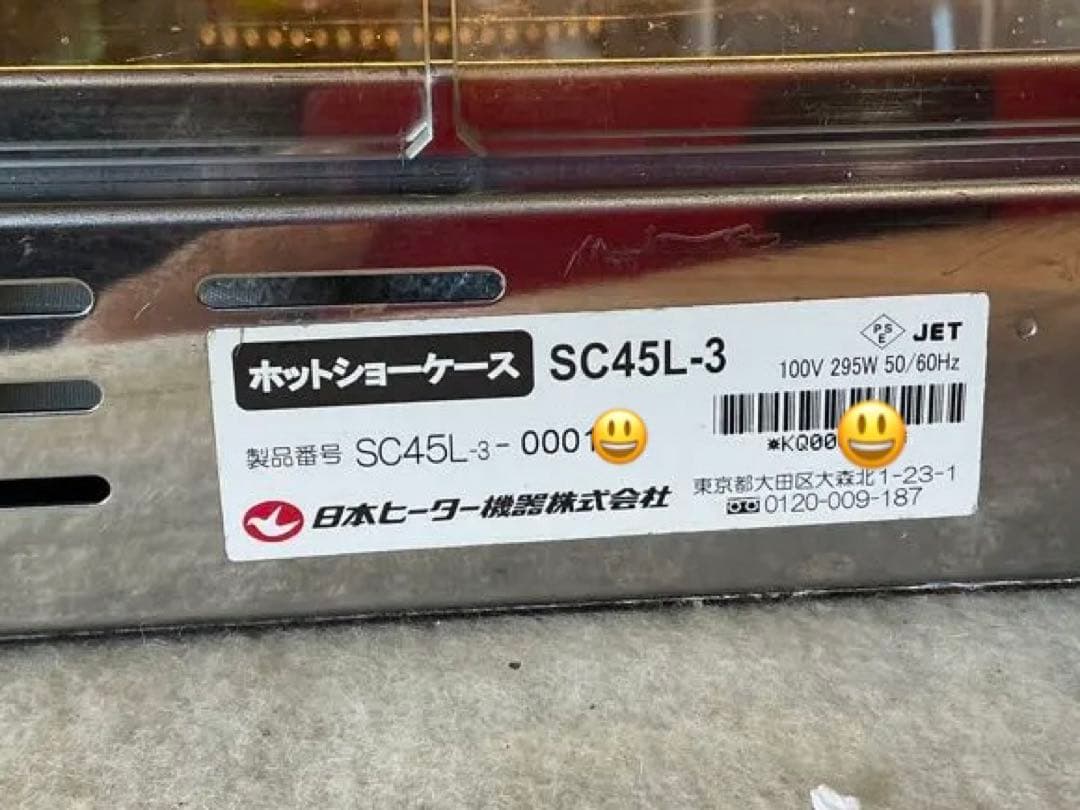 ホットショーケース SC45L-3
PSE JET
100V 295W 50/60Hz
製品番号 SC45L-3-0001
*KQ00
日本ヒーター機器株式会社
東京都大田区大森北1-23-1
0120-009-187